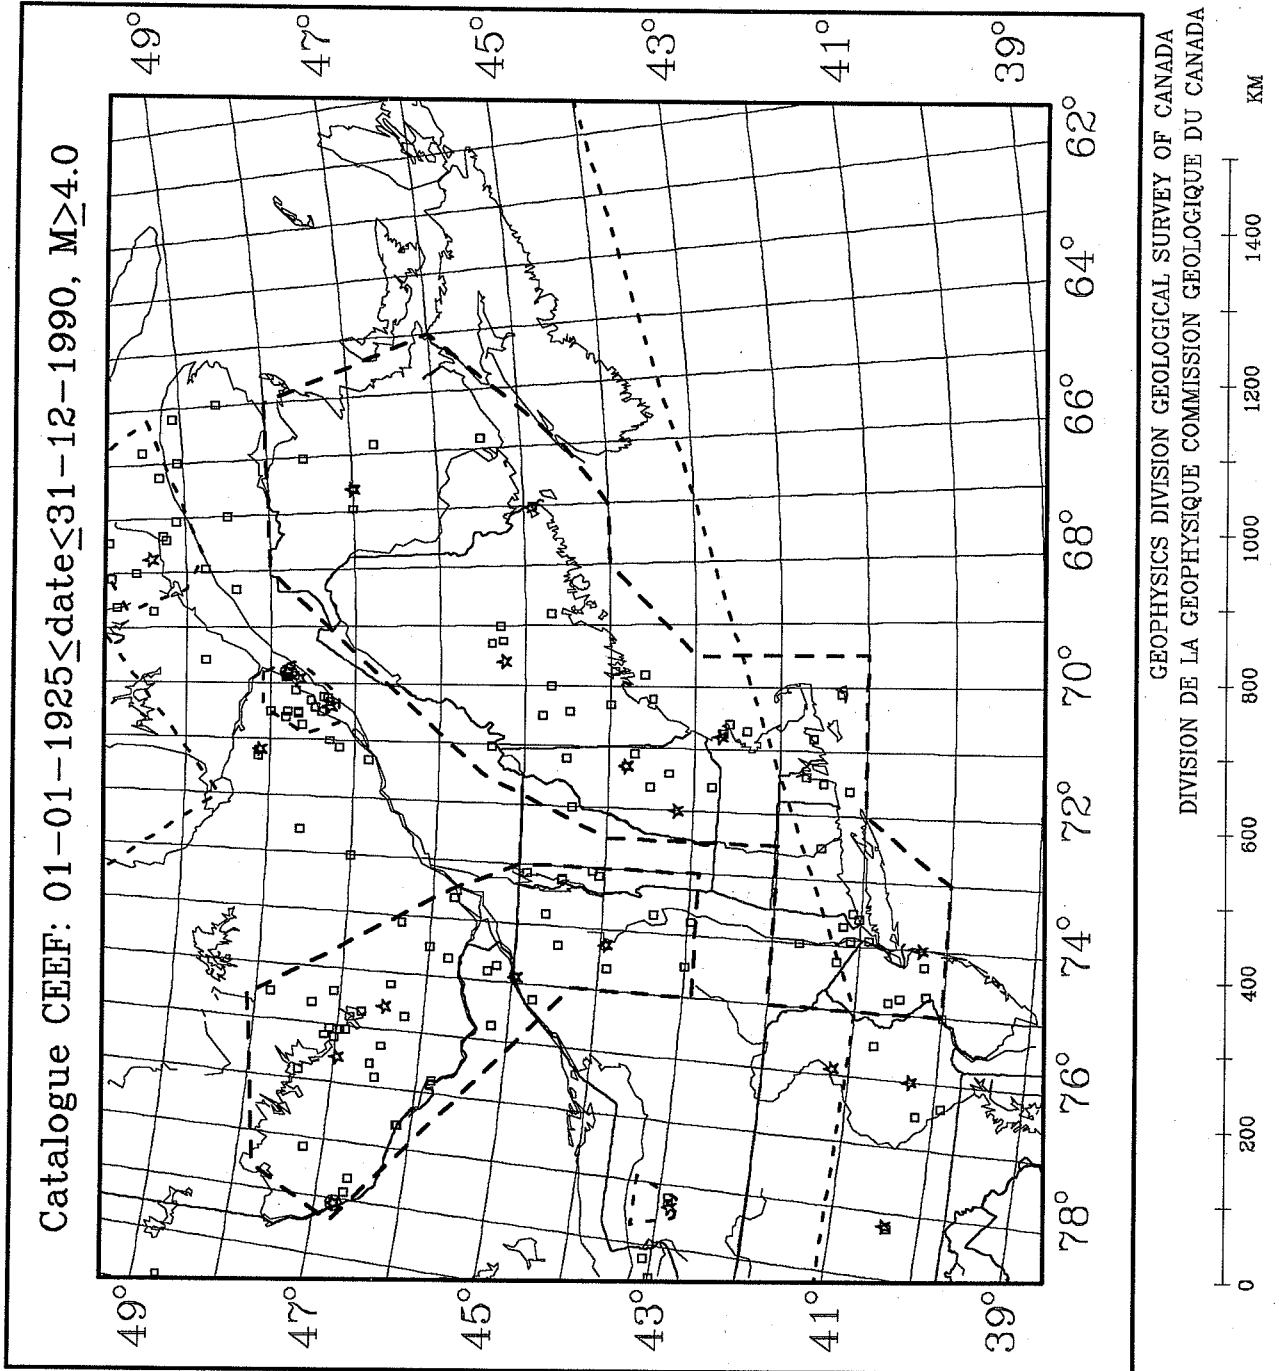 Catalogue CEEF: 01-01-1925≤date≤31-12-1990, M≥4.0
49° 47° 45° 43° 41° 39°
49° 47° 45° 43° 41° 39°
78° 76° 74° 72° 70° 68° 66° 64° 62°
GEOPHYSICS DIVISION GEOLOGICAL SURVEY OF CANADA
DIVISION DE LA GEOPHYSIQUE COMMISSION GEOLOGIQUE DU CANADA
0 200 400 600 800 1000 1200 1400 KM